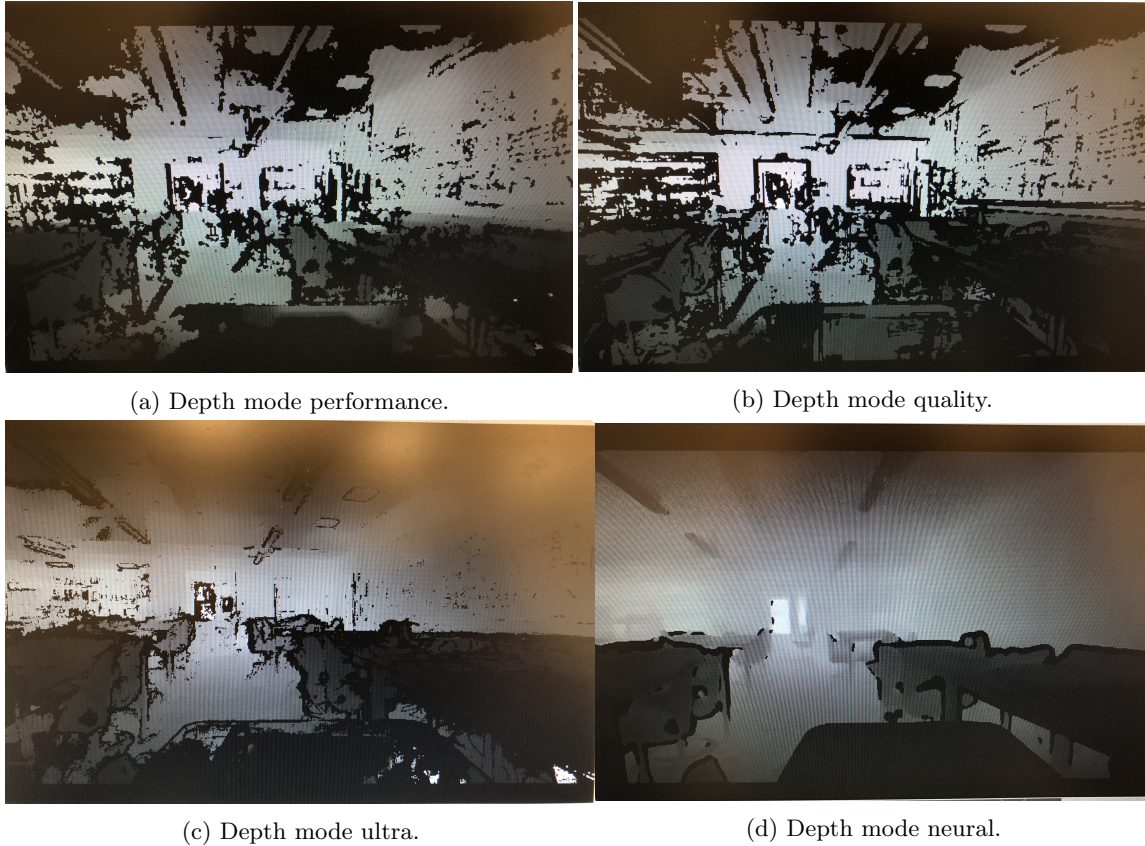 (a) Depth mode performance.
(b) Depth mode quality.
(c) Depth mode ultra.
(d) Depth mode neural.